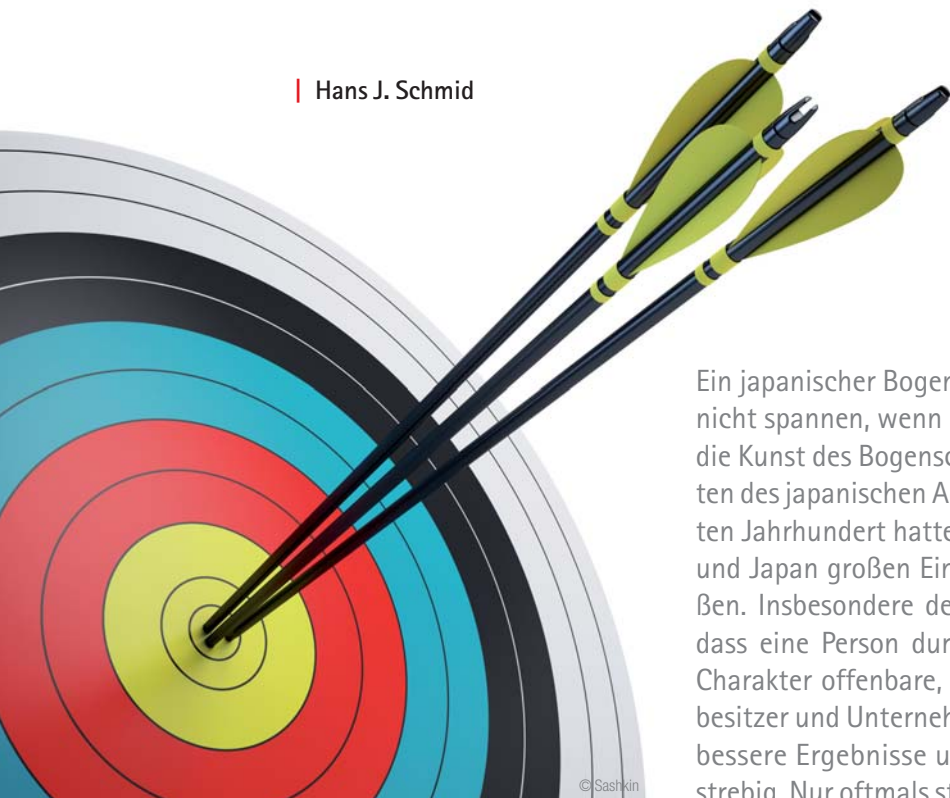 Hans J. Schmid
Ein japanischer Bogen
nicht spannen, wenn
die Kunst des Bogensc
ten des japanischen A
ten Jahrhundert hatte
und Japan großen Ein
ßen. Insbesondere de
dass eine Person dur
Charakter offenbare,
besitzer und Unterneh
bessere Ergebnisse u
strebig. Nur oftmals st
© Sashkin